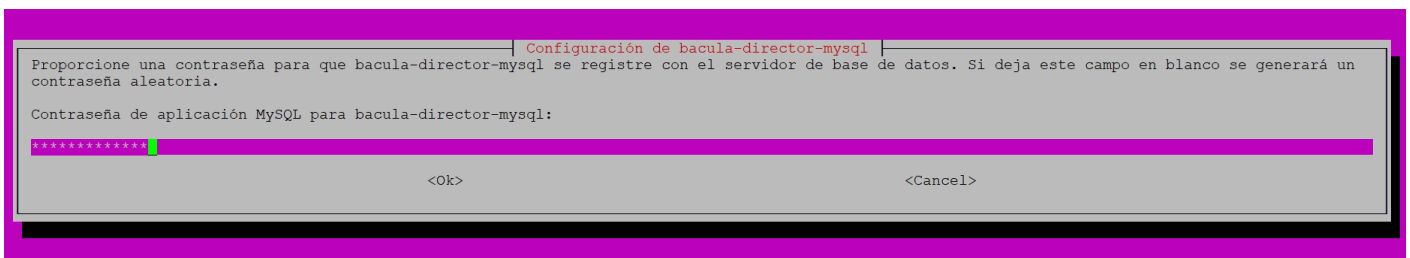 Configuración de bacula-director-mysql
Proporcione una contraseña para que bacula-director-mysql se registre con el servidor de base de datos. Si deja este campo en blanco se generará un
contraseña aleatoria.
Contraseña de aplicación MySQL para bacula-director-mysql:
*************
<Ok> <Cancel>